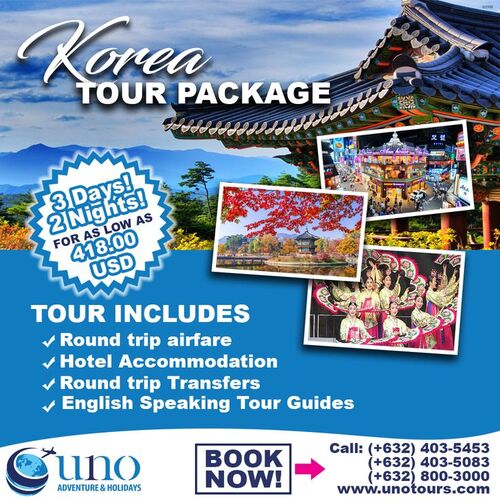 Korea
TOUR PACKAGE
3 Days!
2 Nights!
FOR AS LOW AS
418.00
USD
TOUR INCLUDES
✓ Round trip airfare
✓ Hotel Accommodation
✓ Round trip Transfers
✓ English Speaking Tour Guides
uno
ADVENTURE & HOLIDAYS
BOOK
NOW!
Call: (+632) 403-5453
(+632) 403-5083
(+632) 800-3000
www.unotours.com